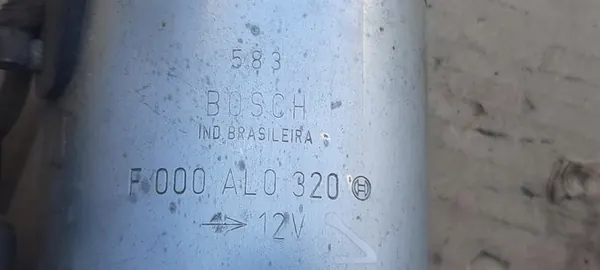 583
BOSCH
IND. BRASILEIRA
F 000 AL0 320
→ 12V